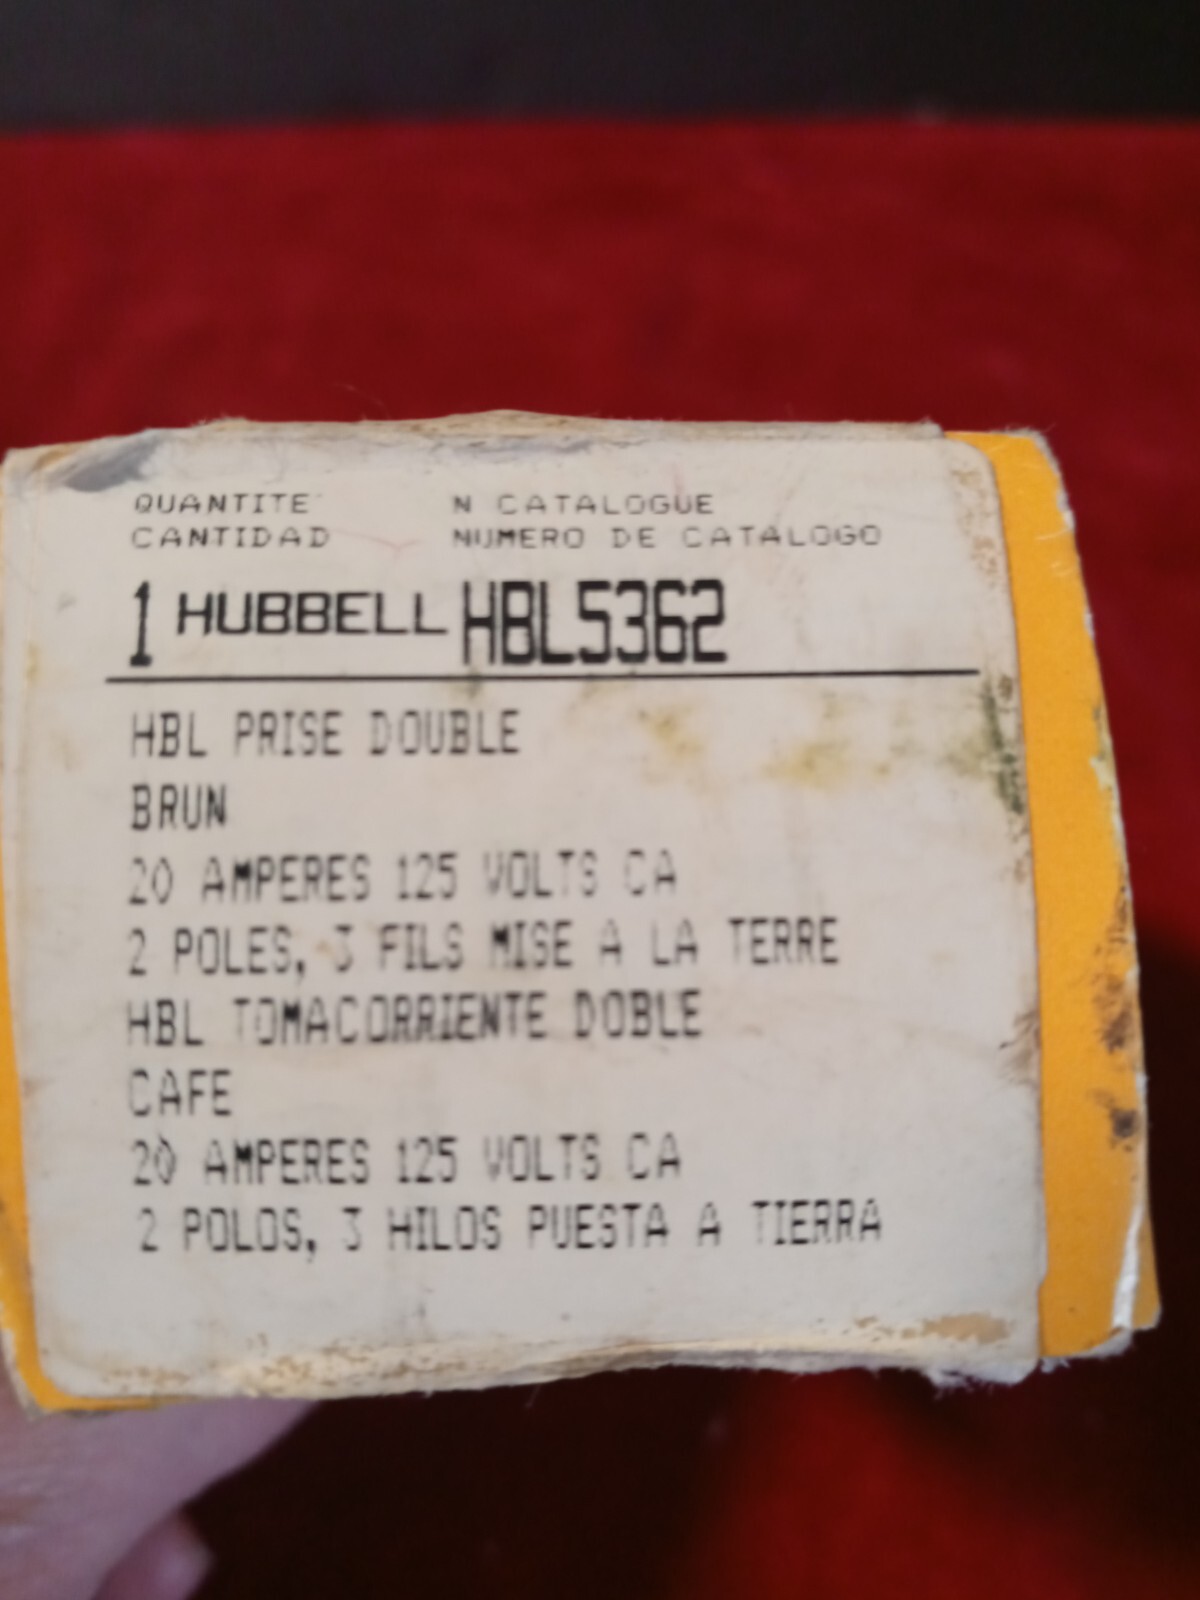 QUANTITE N CATALOGUE
CANTIDAD NUMERO DE CATALOGO
1 HUBBELL HBL5362
HBL PRISE DOUBLE
BRUN
20 AMPERES 125 VOLTS CA
2 POLES, 3 FILS MISE A LA TERRE
HBL TOMACORRIENTE DOBLE
CAFE
20 AMPERES 125 VOLTS CA
2 POLOS, 3 HILOS PUESTA A TIERRA